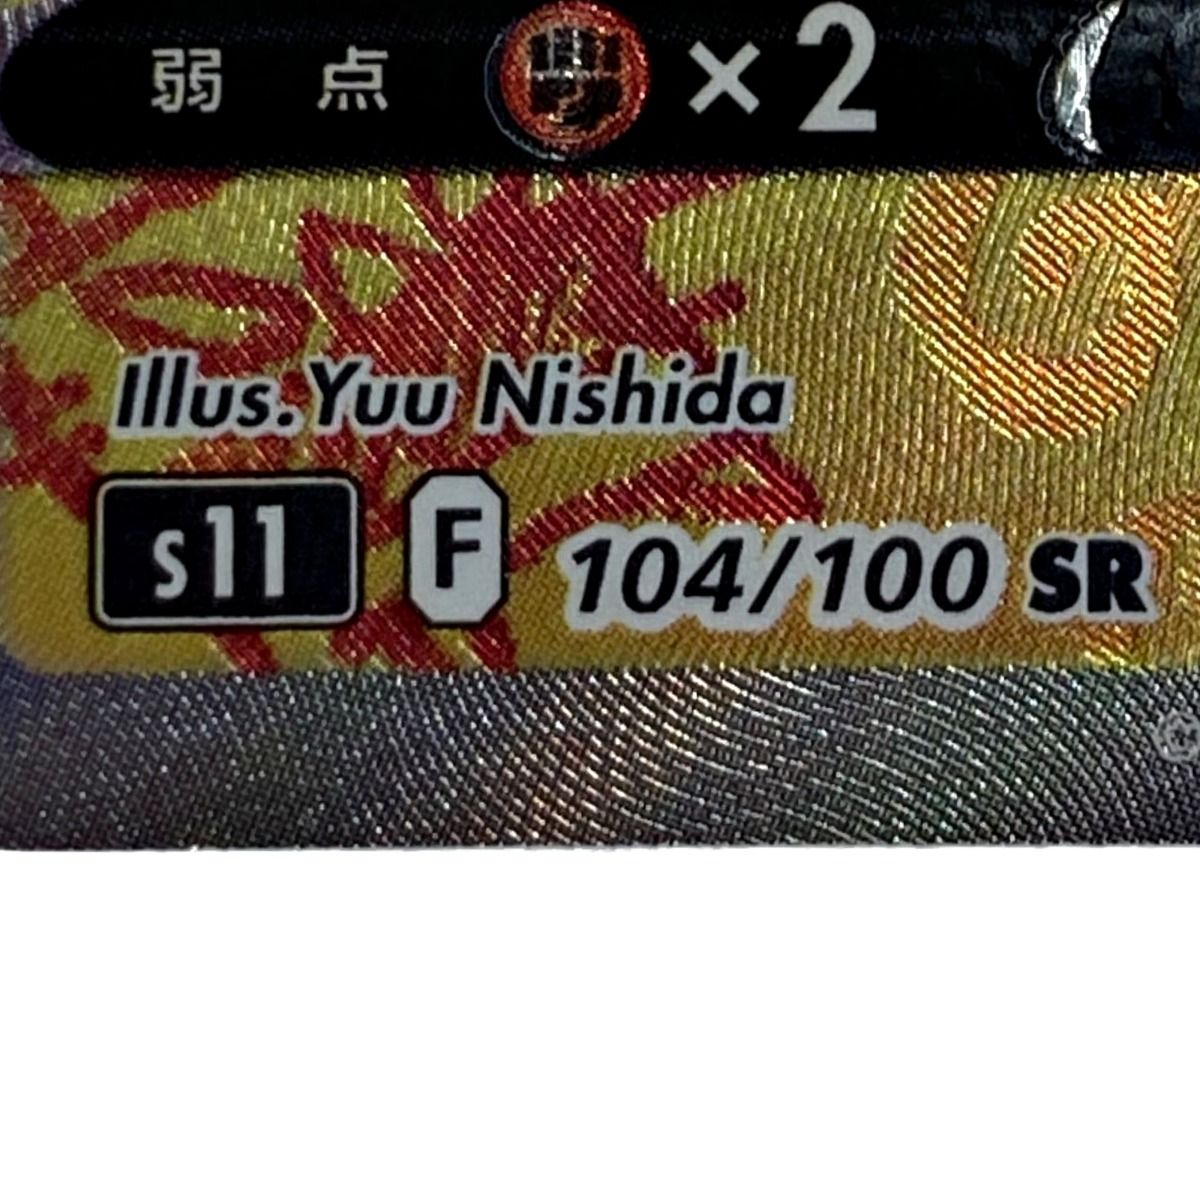 弱 点 ×2
Illus.Yuu Nishida
s11 F 104/100 SR